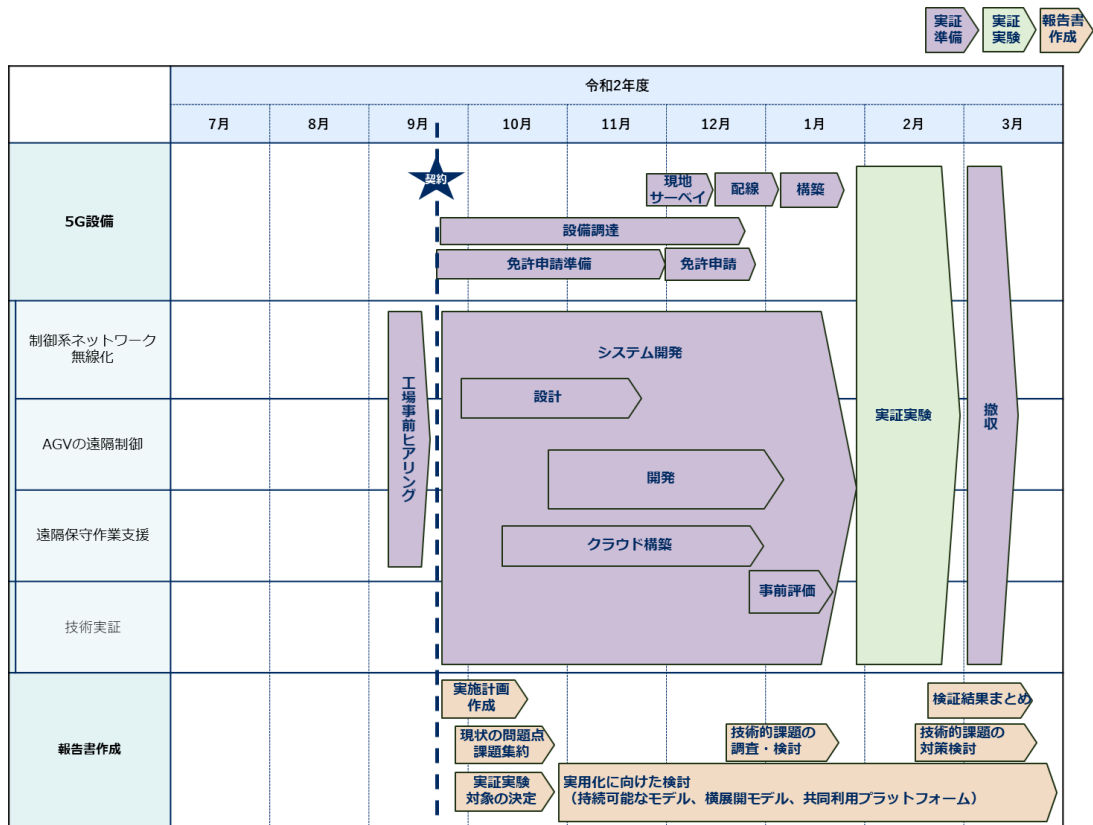 実証
準備
実証
実験
報告書
作成
令和2年度
7月
8月
9月
10月
11月
12月
1月
2月
3月
5G設備
契約
現地
サーベイ
配線
構築
設備調達
免許申請準備
免許申請
制御系ネットワーク
無線化
AGVの遠隔制御
遠隔保守作業支援
技術実証
工場事前ヒアリング
システム開発
設計
開発
クラウド構築
事前評価
実証実験
撤収
報告書作成
実施計画
作成
検証結果まとめ
現状の問題点
課題集約
技術的課題の
調査・検討
技術的課題の
対策検討
実証実験
対象の決定
実用化に向けた検討
(持続可能なモデル、横展開モデル、共同利用プラットフォーム)